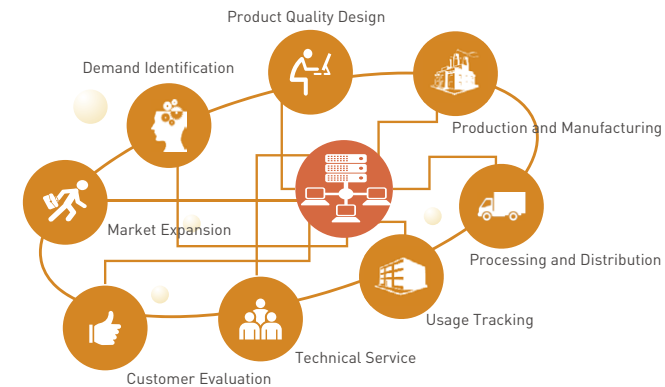 Product Quality Design
Demand Identification
Production and Manufacturing
Market Expansion
Processing and Distribution
Usage Tracking
Technical Service
Customer Evaluation